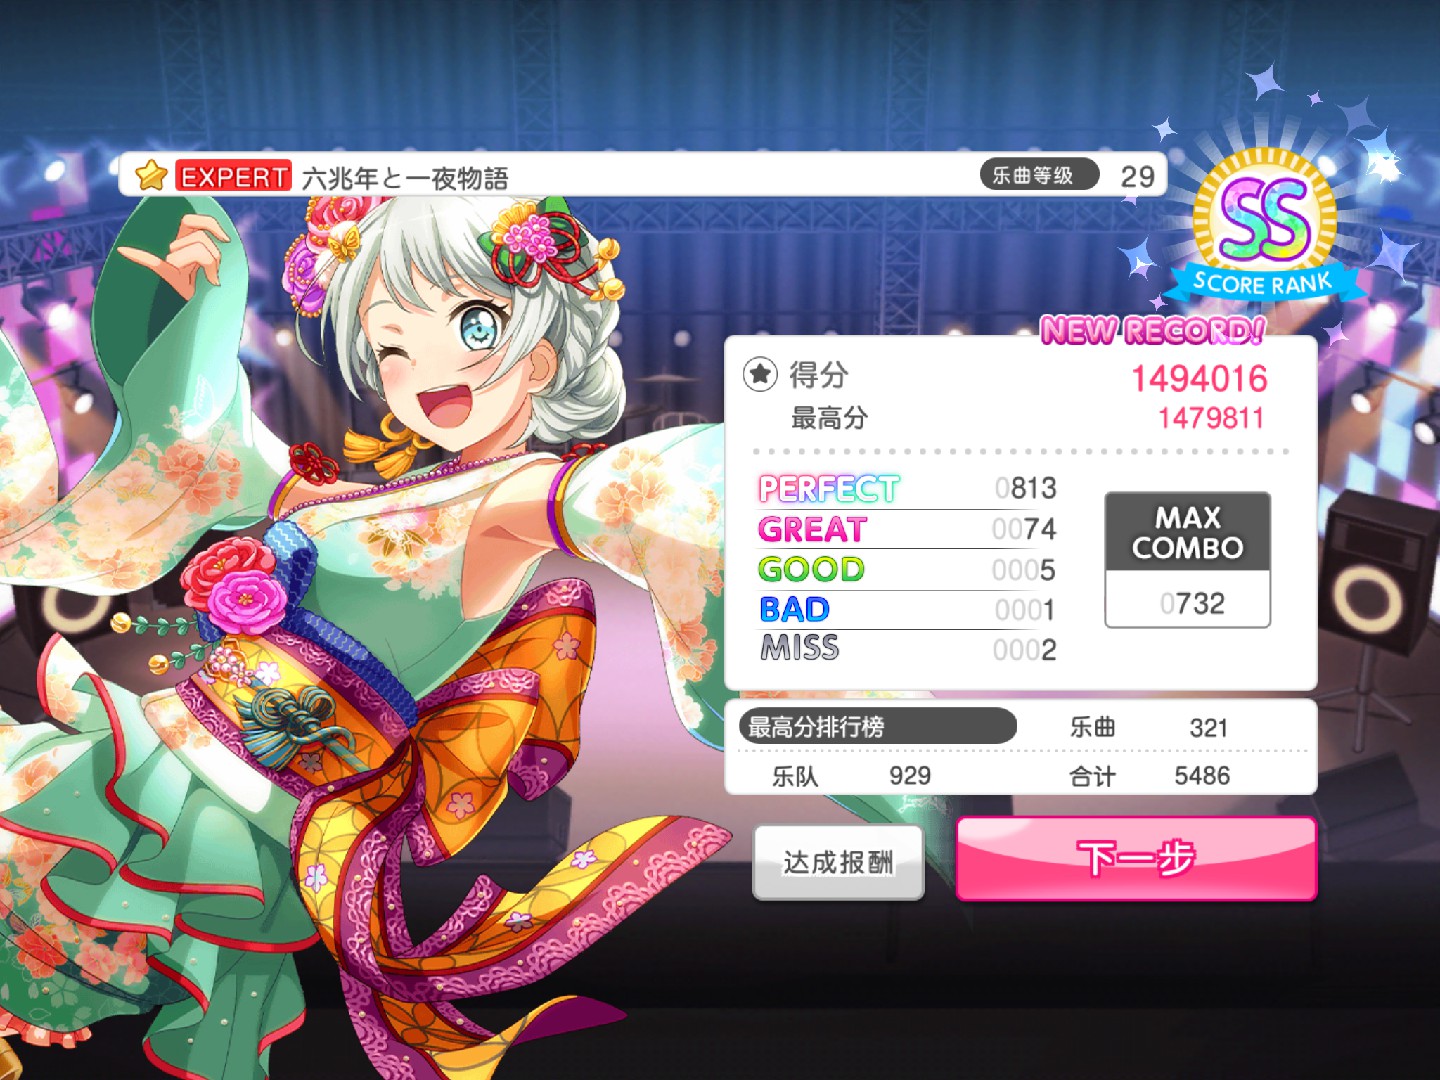 EXPERT 六兆年と一夜物語 乐曲等级 29
SS
SCORE RANK
NEW RECORD!
得分 1494016
最高分 1479811
PERFECT 0813
GREAT 0074
GOOD 0005
BAD 0001
MISS 0002
MAX
COMBO
0732
最高分排行榜 乐曲 321
乐队 929 合计 5486
达成报酬
下一步